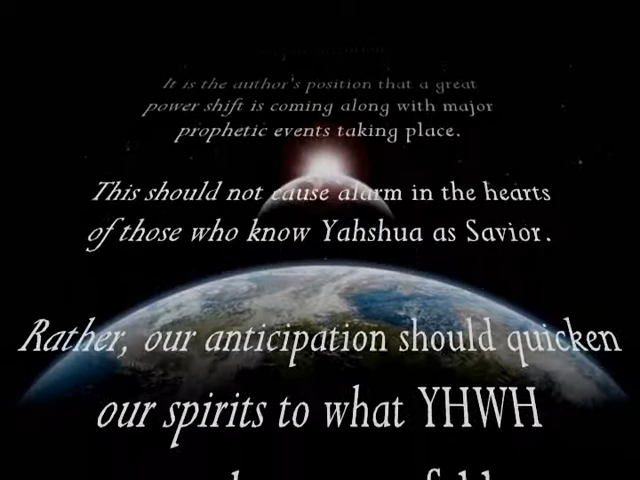 It is the author's position that a great
power shift is coming along with major
prophetic events taking place.
This should not cause alarm in the hearts
of those who know Yahshua as Savior.
Rather, our anticipation should quicken
our spirits to what YHWH